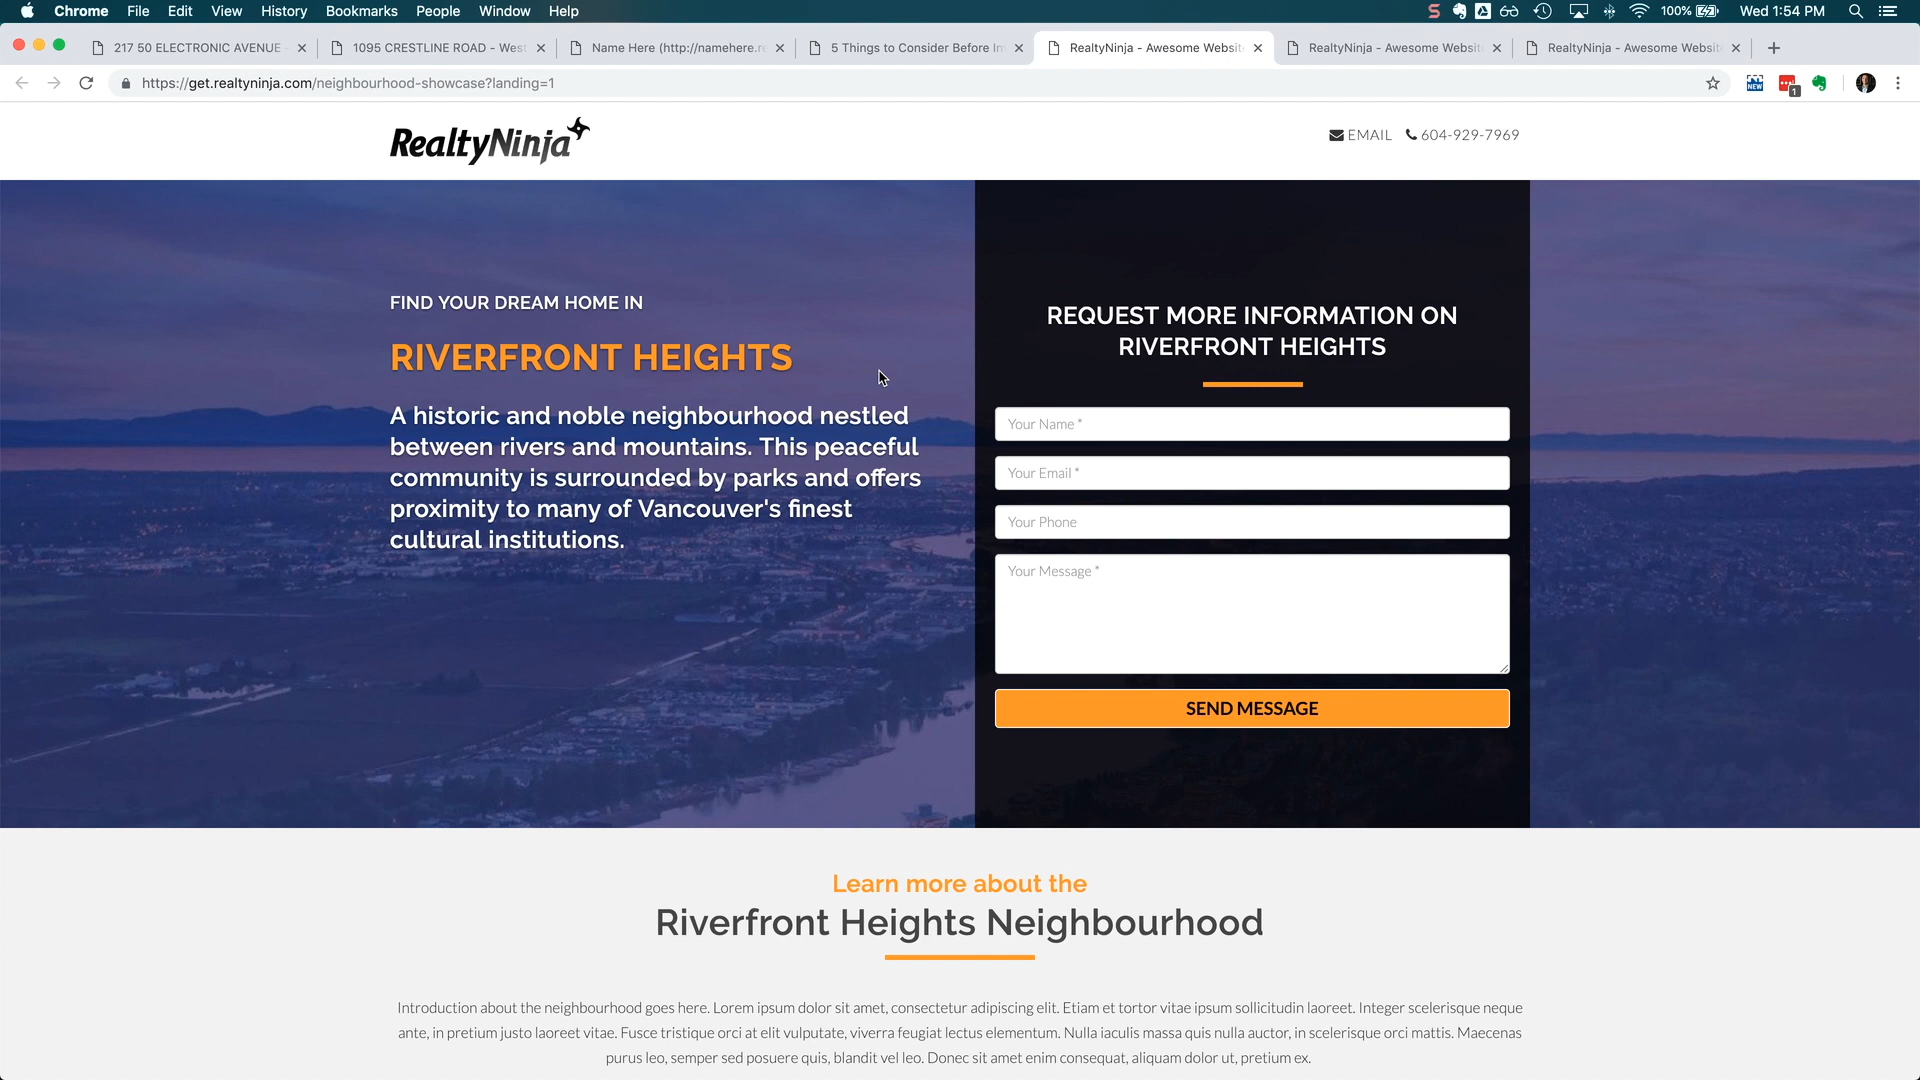 Chrome File Edit View History Bookmarks People Window Help 100% Wed 1:54 PM
217 50 ELECTRONIC AVENUE - 1095 CRESTLINE ROAD - West Name Here (http://namehere.re 5 Things to Consider Before In RealtyNinja - Awesome Websit RealtyNinja - Awesome Websit RealtyNinja - Awesome Websit
https://get.realtyninja.com/neighbourhood-showcase?landing=1
NEW
1
RealtyNinja
EMAIL 604-929-7969
FIND YOUR DREAM HOME IN
RIVERFRONT HEIGHTS
A historic and noble neighbourhood nestled
between rivers and mountains. This peaceful
community is surrounded by parks and offers
proximity to many of Vancouver's finest
cultural institutions.
REQUEST MORE INFORMATION ON
RIVERFRONT HEIGHTS
Your Name *
Your Email *
Your Phone
Your Message *
SEND MESSAGE
Learn more about the
Riverfront Heights Neighbourhood
Introduction about the neighbourhood goes here. Lorem ipsum dolor sit amet, consectetur adipiscing elit. Etiam et tortor vitae ipsum sollicitudin laoreet. Integer scelerisque neque
ante, in pretium justo laoreet vitae. Fusce tristique orci at elit vulputate, viverra feugiat lectus elementum. Nulla iaculis massa quis nulla auctor, in scelerisque orci mattis. Maecenas
purus leo, semper sed posuere quis, blandit vel leo. Donec sit amet enim consequat, aliquam dolor ut, pretium ex.